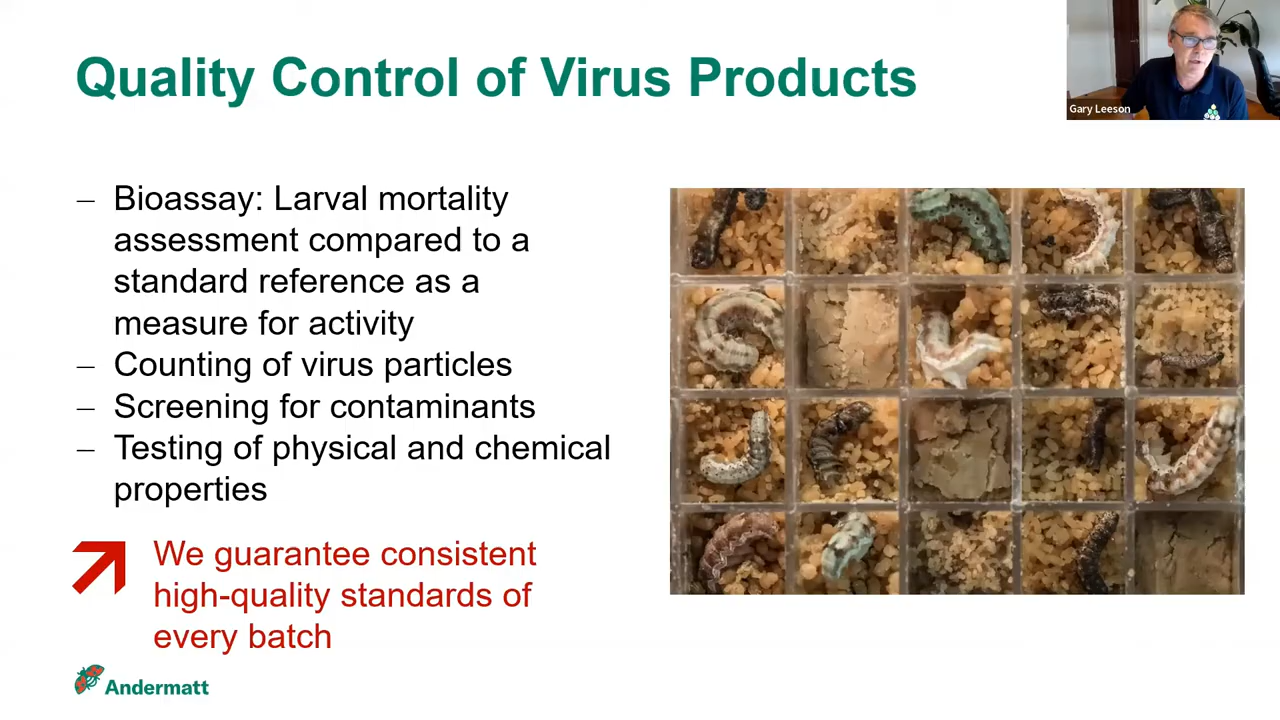 Quality Control of Virus Products
Gary Leeson
– Bioassay: Larval mortality
assessment compared to a
standard reference as a
measure for activity
– Counting of virus particles
– Screening for contaminants
– Testing of physical and chemical
properties
We guarantee consistent
high-quality standards of
every batch
Andermatt